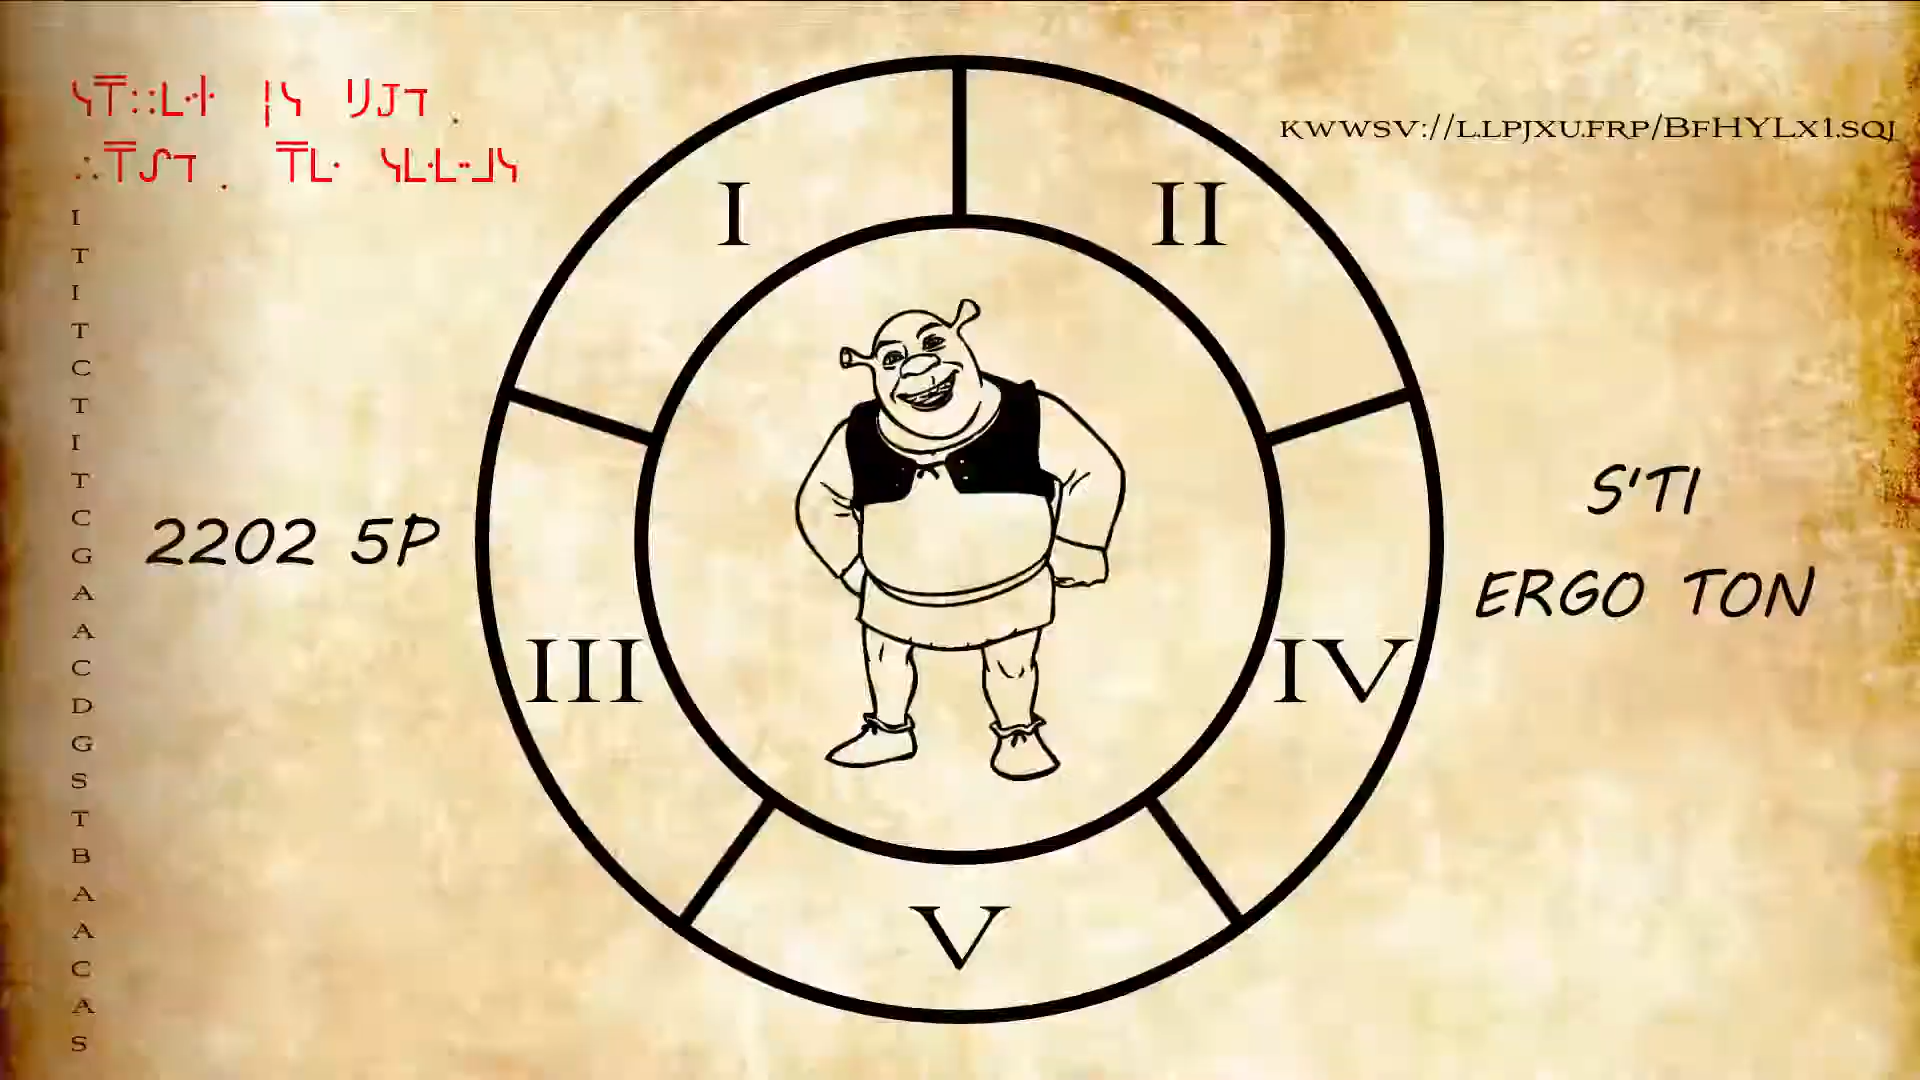 KWWSV://L.LPJXU.FRP/BFHYLX1.SQJ
I
T
I
T
C
T
I
T
C
G
A
A
C
D
G
S
T
B
A
A
C
A
S
I
II
III
IV
V
2202 5P
S'TI
ERGO TON